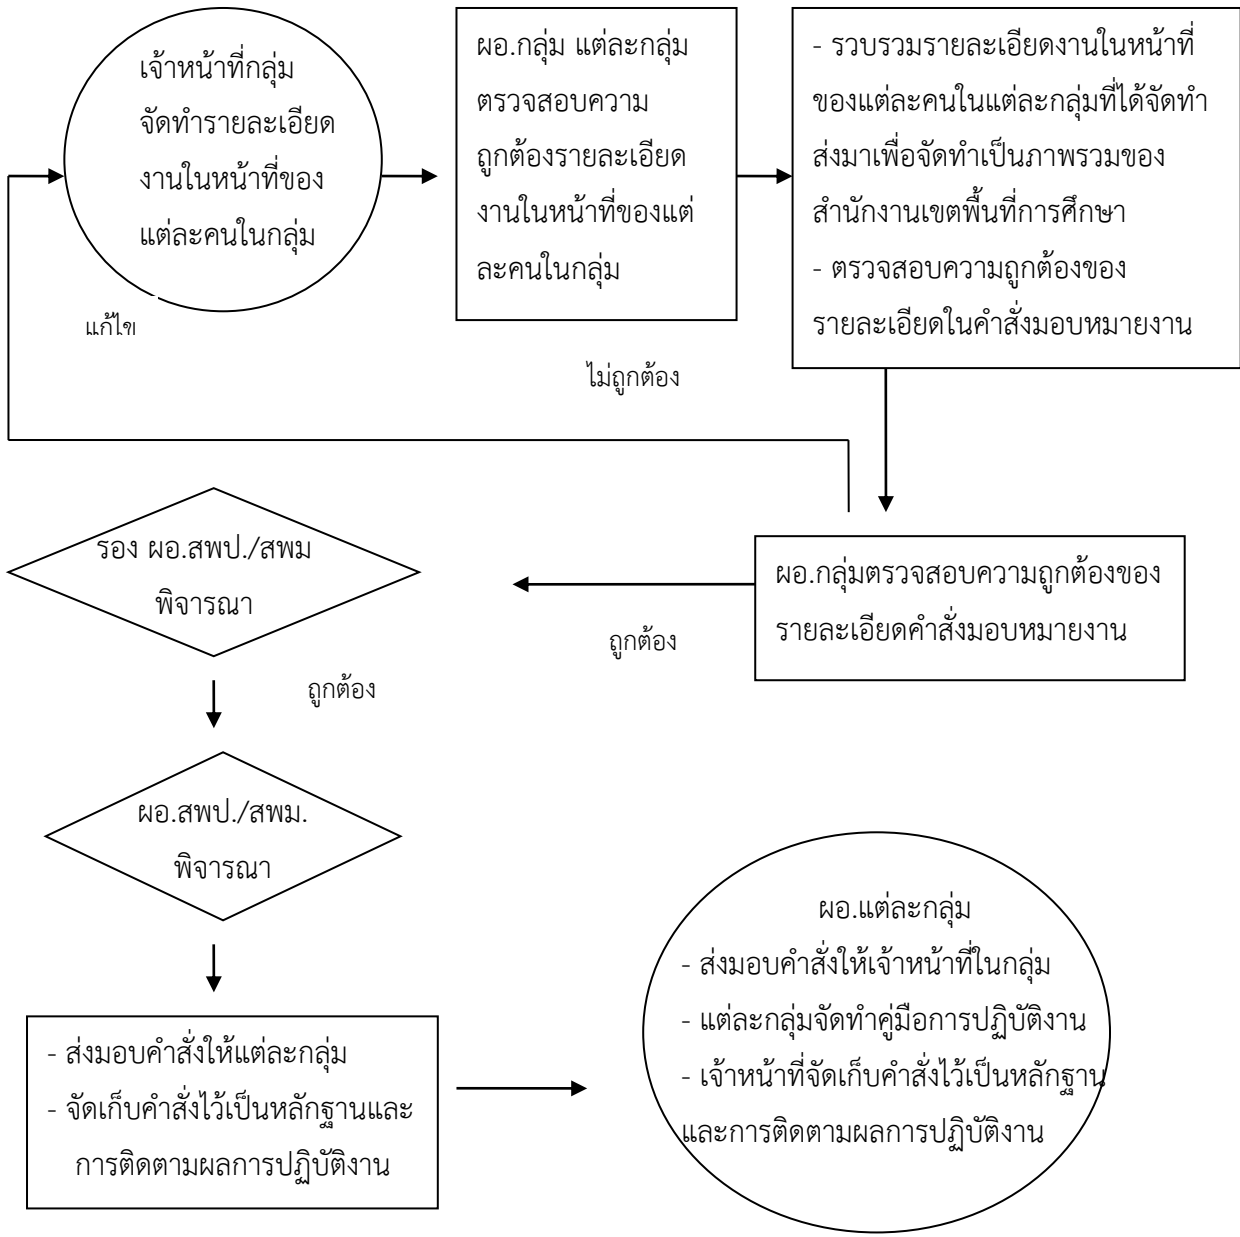 เจ้าหน้าที่กลุ่ม
จัดทำรายละเอียด
งานในหน้าที่ของ
แต่ละคนในกลุ่ม
ผอ.กลุ่ม แต่ละกลุ่ม
ตรวจสอบความ
ถูกต้องรายละเอียด
งานในหน้าที่ของแต่
ละคนในกลุ่ม
- รวบรวมรายละเอียดงานในหน้าที่
ของแต่ละคนในแต่ละกลุ่มที่ได้จัดทำ
ส่งมาเพื่อจัดทำเป็นภาพรวมของ
สำนักงานเขตพื้นที่การศึกษา
- ตรวจสอบความถูกต้องของ
รายละเอียดในคำสั่งมอบหมายงาน
แก้ไข
ไม่ถูกต้อง
รอง ผอ.สพป./สพม
พิจารณา
ผอ.กลุ่มตรวจสอบความถูกต้องของ
รายละเอียดคำสั่งมอบหมายงาน
ถูกต้อง
ถูกต้อง
ผอ.สพป./สพม.
พิจารณา
ผอ.แต่ละกลุ่ม
- ส่งมอบคำสั่งให้เจ้าหน้าที่ในกลุ่ม
- แต่ละกลุ่มจัดทำคู่มือการปฏิบัติงาน
- เจ้าหน้าที่จัดเก็บคำสั่งไว้เป็นหลักฐาน
และการติดตามผลการปฏิบัติงาน
- ส่งมอบคำสั่งให้แต่ละกลุ่ม
- จัดเก็บคำสั่งไว้เป็นหลักฐานและ
การติดตามผลการปฏิบัติงาน